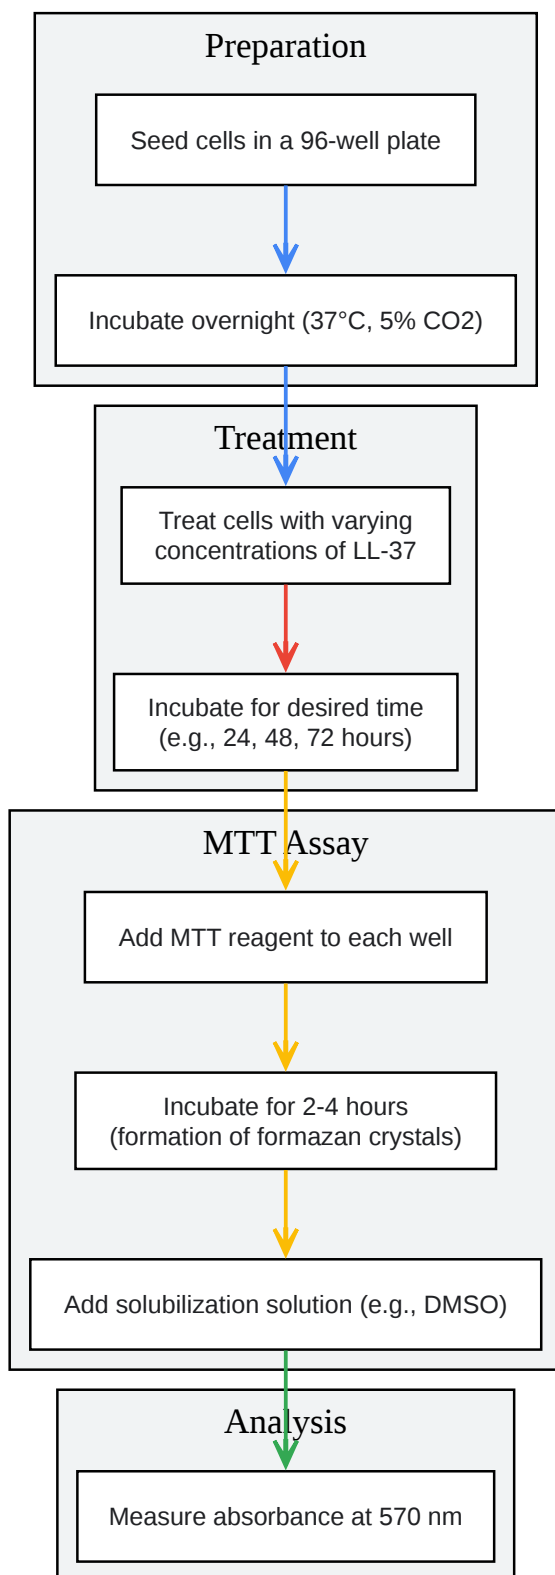 Preparation
Seed cells in a 96-well plate
Incubate overnight (37°C, 5% CO2)
Treatment
Treat cells with varying
concentrations of LL-37
Incubate for desired time
(e.g., 24, 48, 72 hours)
MTT Assay
Add MTT reagent to each well
Incubate for 2-4 hours
(formation of formazan crystals)
Add solubilization solution (e.g., DMSO)
Analysis
Measure absorbance at 570 nm